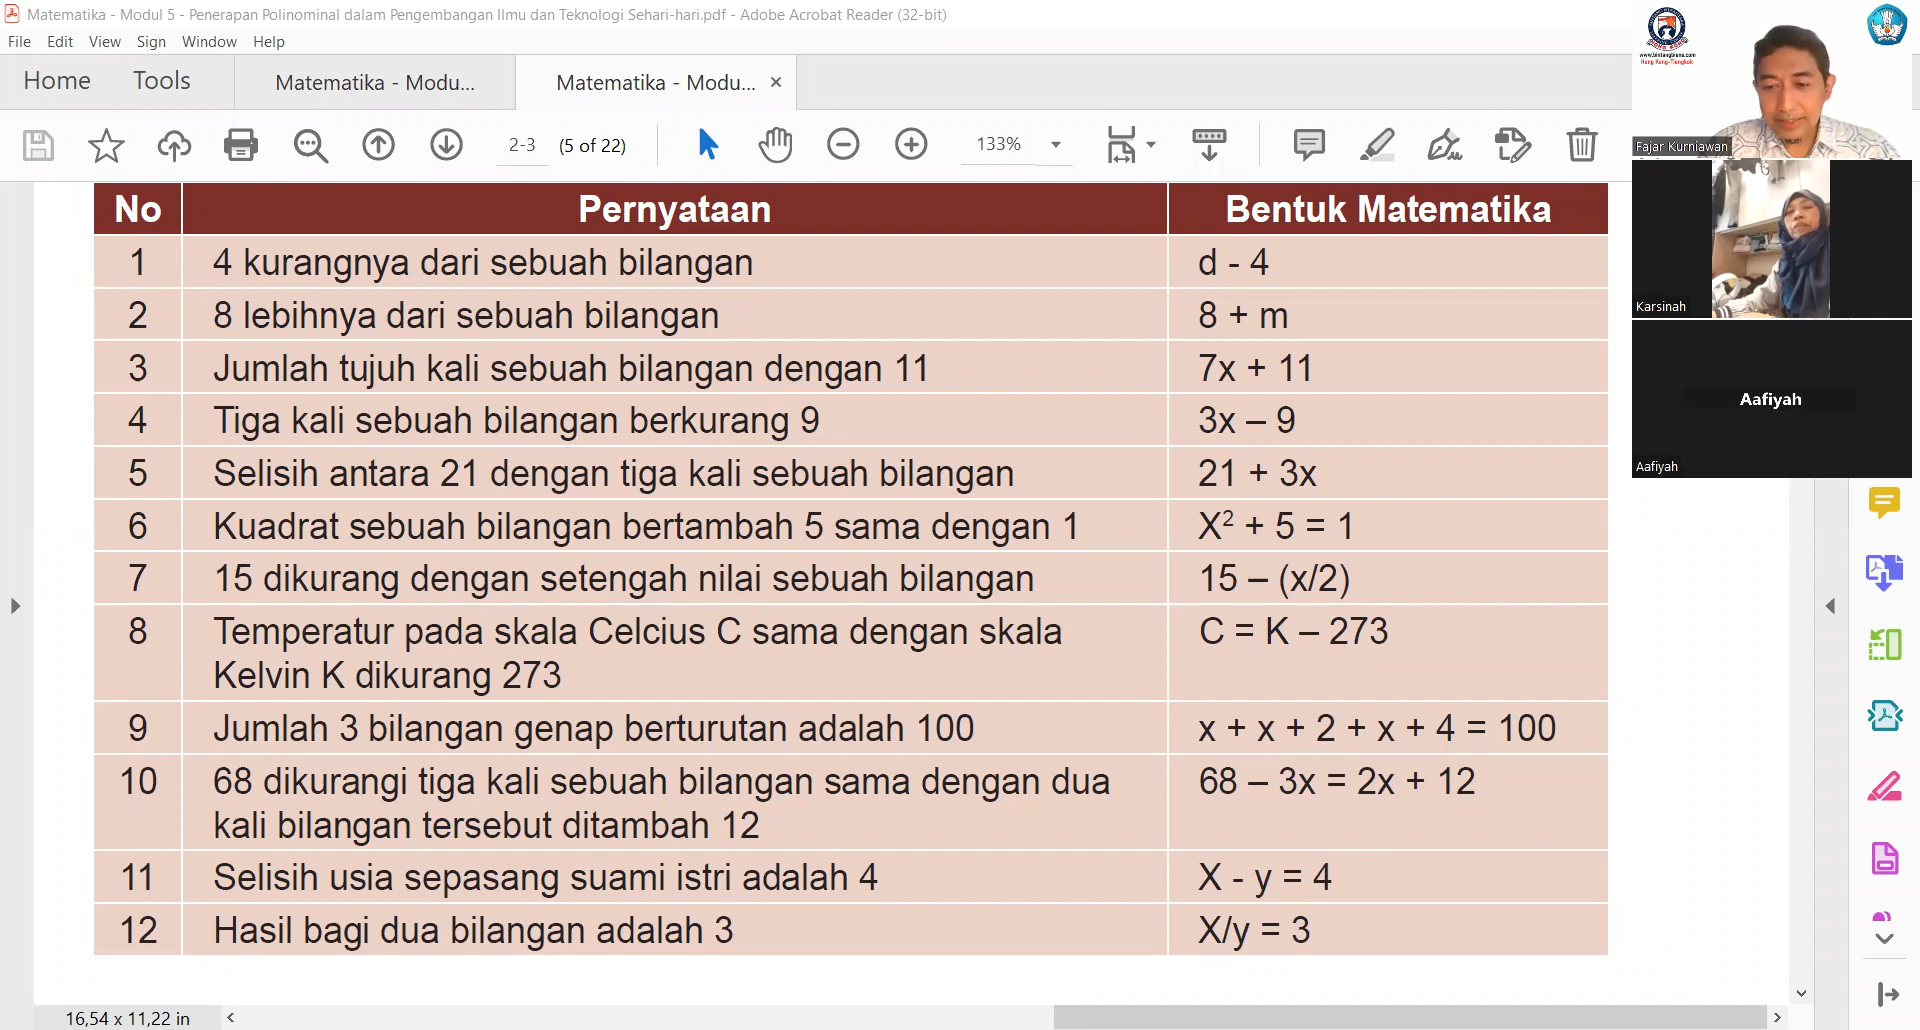 Matematika - Modul 5 - Penerapan Polinominal dalam Pengembangan Ilmu dan Teknologi Sehari-hari.pdf - Adobe Acrobat Reader (32-bit)
File Edit View Sign Window Help
Home Tools Matematika - Modu... Matematika - Modu... ×
2-3 (5 of 22) 133%
No Pernyataan Bentuk Matematika
1 4 kurangnya dari sebuah bilangan d - 4
2 8 lebihnya dari sebuah bilangan 8 + m
3 Jumlah tujuh kali sebuah bilangan dengan 11 7x + 11
4 Tiga kali sebuah bilangan berkurang 9 3x – 9
5 Selisih antara 21 dengan tiga kali sebuah bilangan 21 + 3x
6 Kuadrat sebuah bilangan bertambah 5 sama dengan 1 X² + 5 = 1
7 15 dikurang dengan setengah nilai sebuah bilangan 15 – (x/2)
8 Temperatur pada skala Celcius C sama dengan skala C = K – 273
Kelvin K dikurang 273
9 Jumlah 3 bilangan genap berturutan adalah 100 x + x + 2 + x + 4 = 100
10 68 dikurangi tiga kali sebuah bilangan sama dengan dua 68 – 3x = 2x + 12
kali bilangan tersebut ditambah 12
11 Selisih usia sepasang suami istri adalah 4 X - y = 4
12 Hasil bagi dua bilangan adalah 3 X/y = 3
16,54 x 11,22 in
www.bintangbiono.com
Hong Kong-Tiongkok
Fajar Kurniawan
Karsinah
Aafiyah
Aafiyah